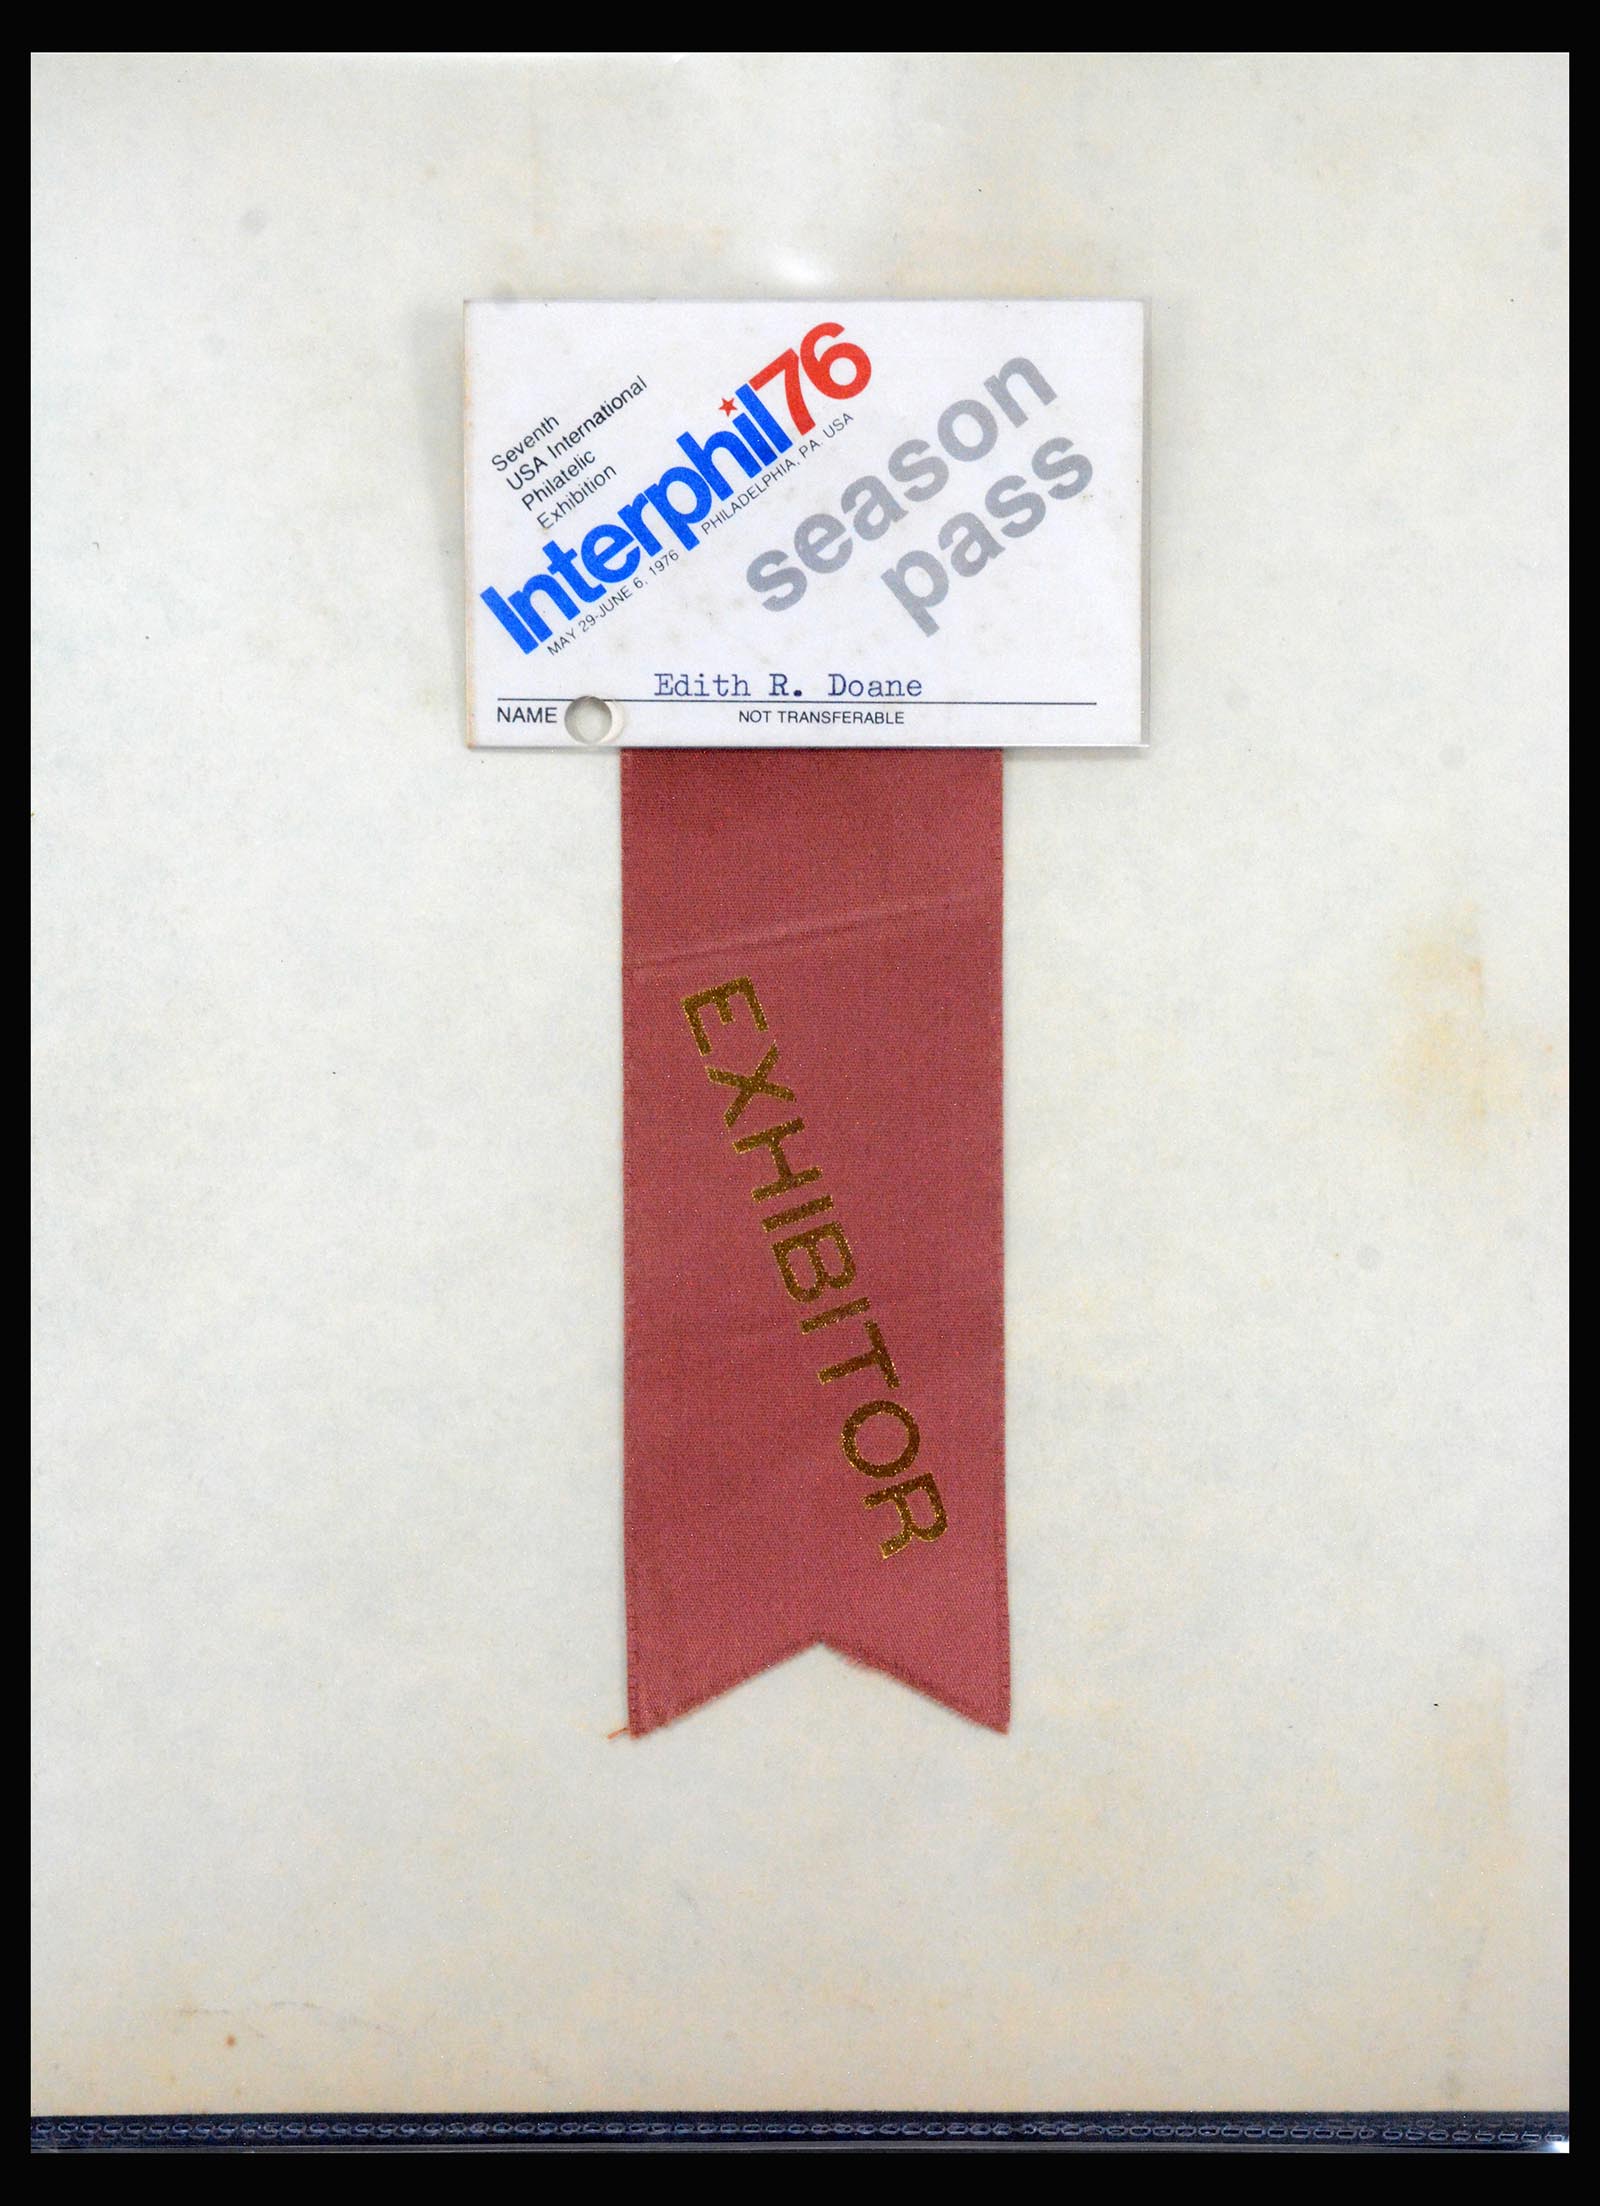 Seventh
USA International
Philatelic
Exhibition
Interphil76
MAY 29-JUNE 6, 1976 PHILADELPHIA, PA. USA
season
pass
Edith R. Doane
NAME NOT TRANSFERABLE
EXHIBITOR